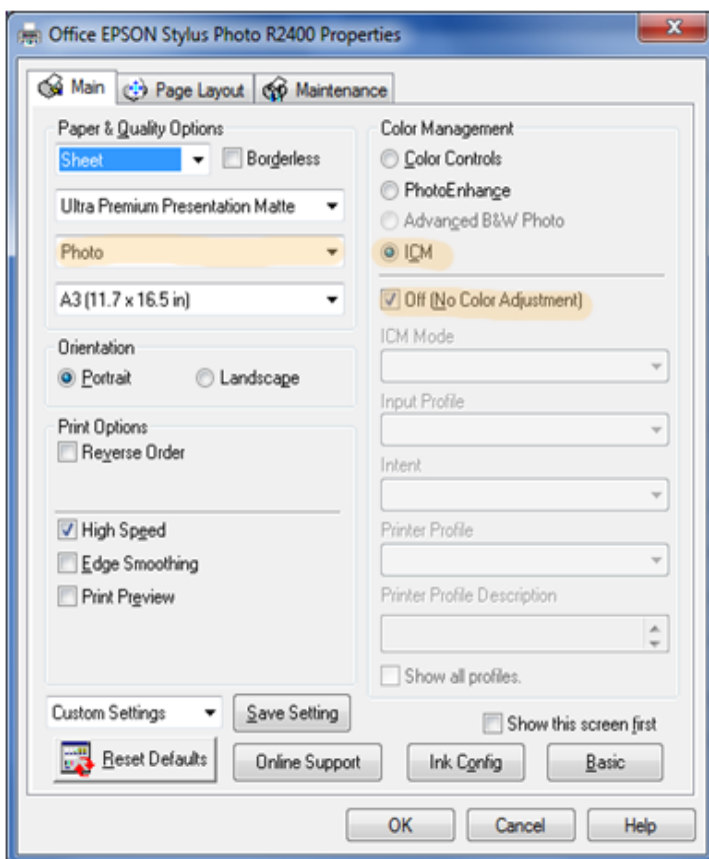 Office EPSON Stylus Photo R2400 Properties
Main
Page Layout
Maintenance
Paper & Quality Options
Sheet
Borderless
Ultra Premium Presentation Matte
Photo
A3 (11.7 x 16.5 in)
Orientation
Portrait
Landscape
Print Options
Reverse Order
High Speed
Edge Smoothing
Print Preview
Color Management
Color Controls
PhotoEnhance
Advanced B&W Photo
ICM
Off (No Color Adjustment)
ICM Mode
Input Profile
Intent
Printer Profile
Printer Profile Description
Show all profiles.
Custom Settings
Save Setting
Show this screen first
Reset Defaults
Online Support
Ink Config
Basic
OK
Cancel
Help